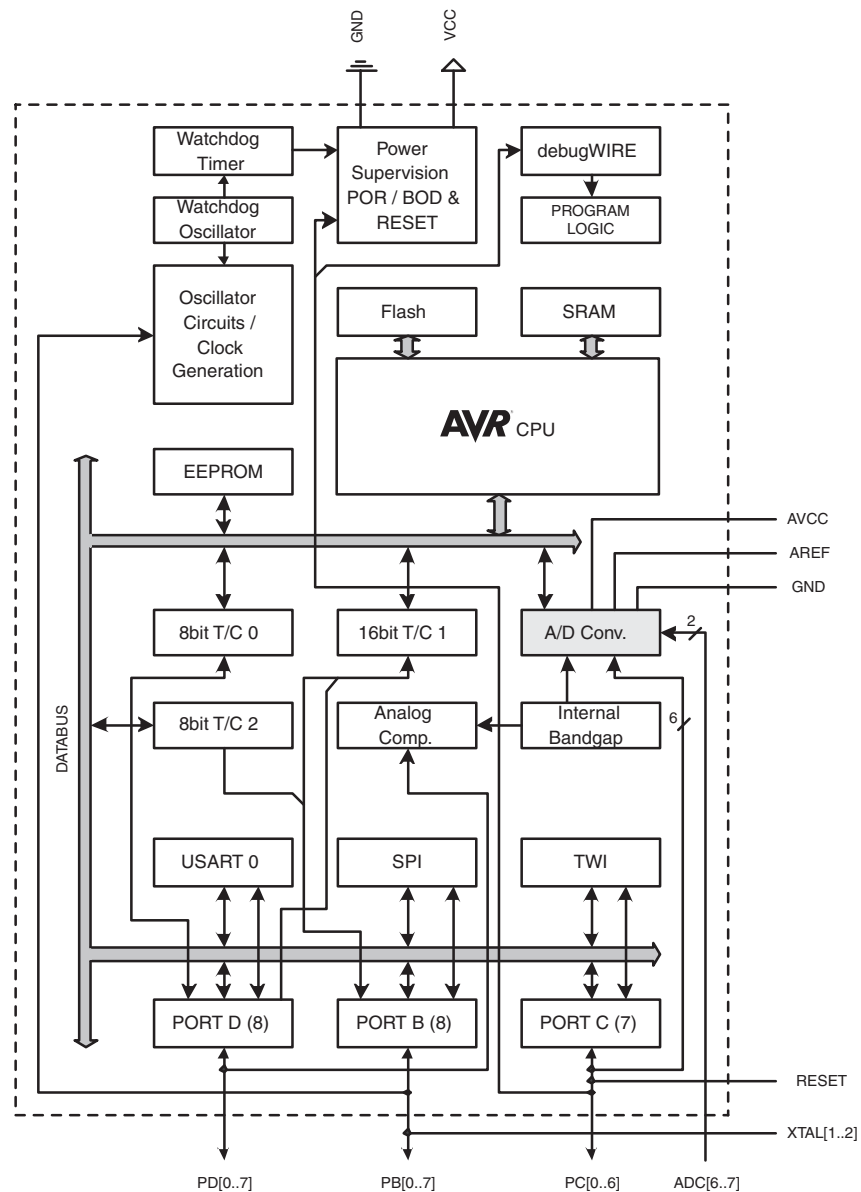 GND
VCC
Watchdog
Timer
Power
Supervision
POR / BOD &
RESET
debugWIRE
Watchdog
Oscillator
PROGRAM
LOGIC
Oscillator
Circuits /
Clock
Generation
Flash
SRAM
AVR CPU
EEPROM
AVCC
AREF
GND
8bit T/C 0
16bit T/C 1
A/D Conv.
2
DATABUS
8bit T/C 2
Analog
Comp.
Internal
Bandgap
6
USART 0
SPI
TWI
PORT D (8)
PORT B (8)
PORT C (7)
RESET
XTAL[1..2]
PD[0..7]
PB[0..7]
PC[0..6]
ADC[6..7]